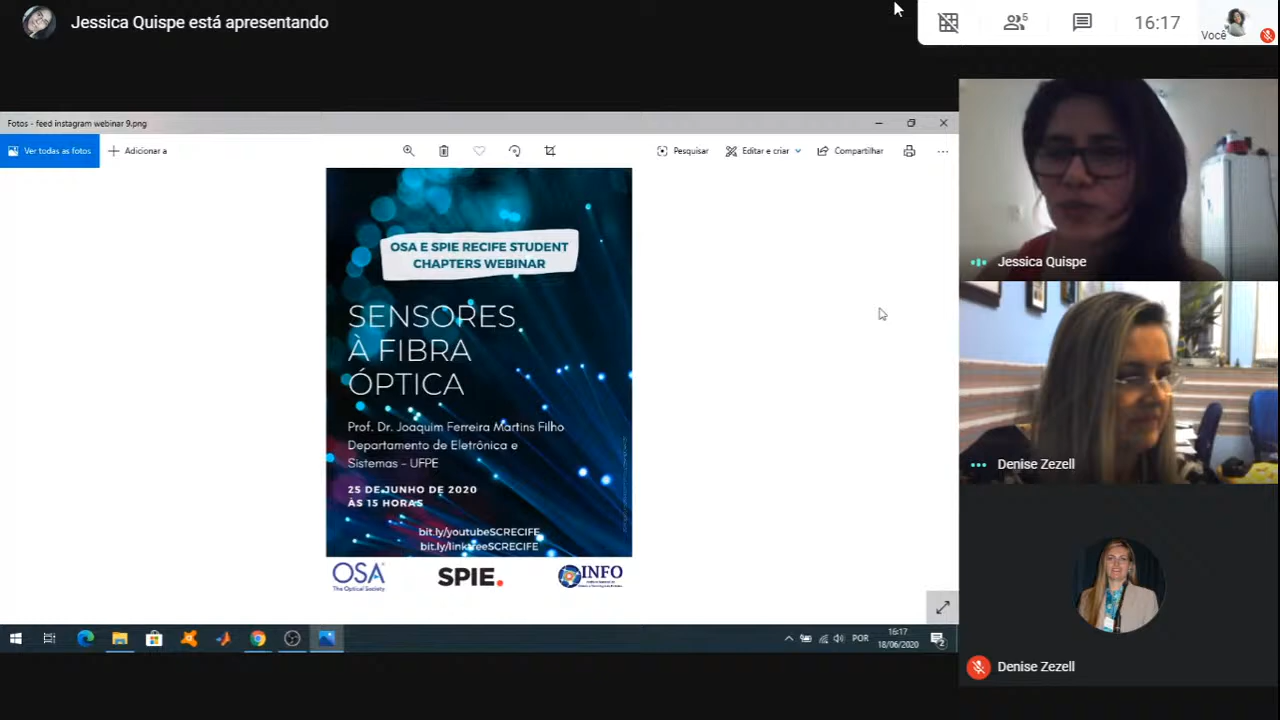 Jessica Quispe está apresentando
6
16:17
Você
Fotos - feed instagram webinar 9.png
Ver todas as fotos
Adicionar a
Pesquisar
Editar e criar
Compartilhar
OSA E SPIE RECIFE STUDENT
CHAPTERS WEBINAR
SENSORES
À FIBRA
ÓPTICA
Prof. Dr. Joaquim Ferreira Martins Filho
Departamento de Eletrônica e
Sistemas - UFPE
25 DE JUNHO DE 2020
ÀS 15 HORAS
bit.ly/youtubeSCRECIFE
bit.ly/linktreeSCRECIFE
OSA
The Optical Society
SPIE.
INFO
Jessica Quispe
Denise Zezell
Denise Zezell
POR
16:17
18/06/2020
2